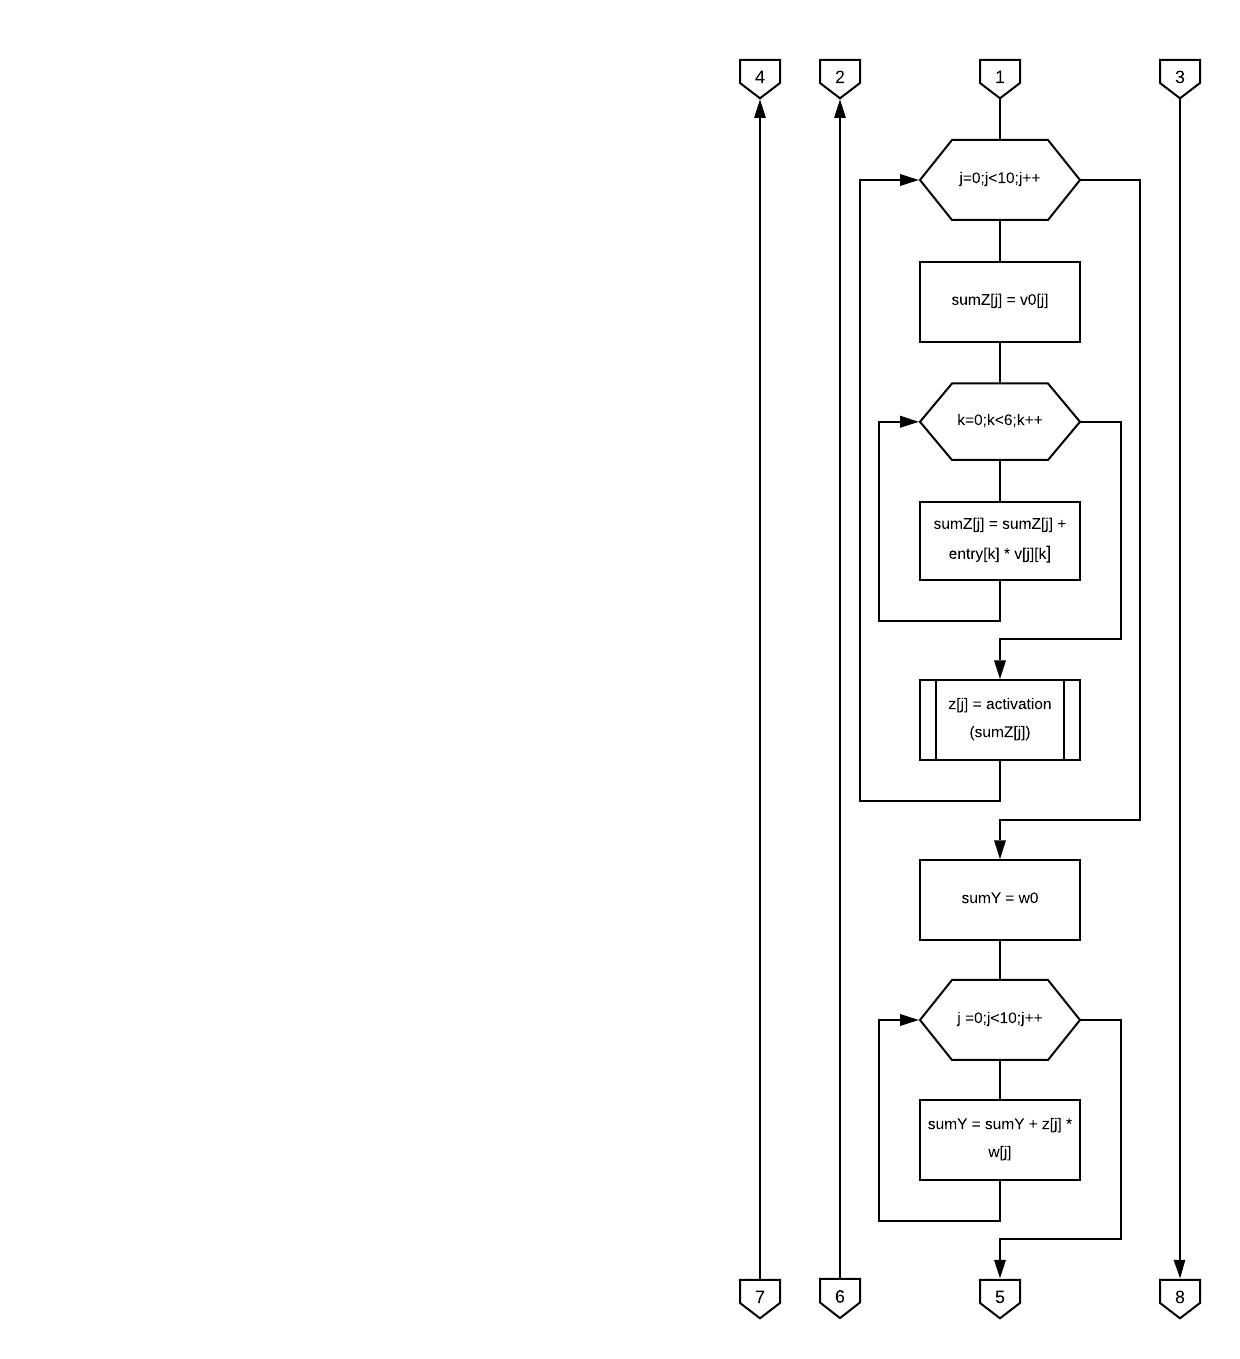 4
2
1
3
j=0;j<10;j++
sumZ[j] = v0[j]
k=0;k<6;k++
sumZ[j] = sumZ[j] +
entry[k] * v[j][k]
z[j] = activation
(sumZ[j])
sumY = w0
j =0;j<10;j++
sumY = sumY + z[j] *
w[j]
7
6
5
8